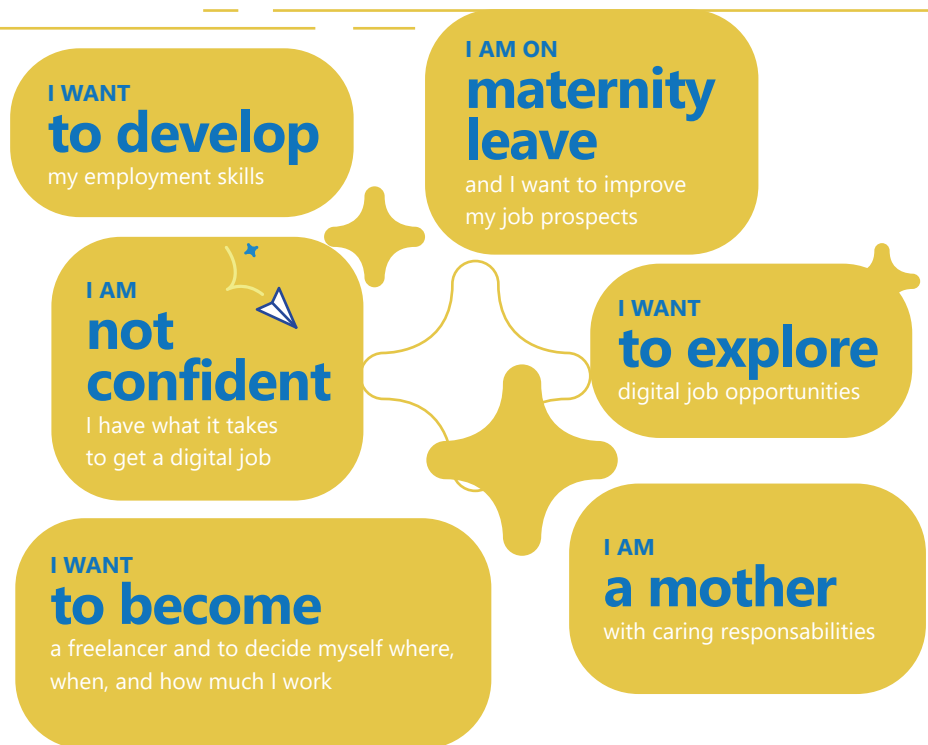 I WANT
to develop
my employment skills
I AM ON
maternity
leave
and I want to improve
my job prospects
I AM
not
confident
I have what it takes
to get a digital job
I WANT
to explore
digital job opportunities
I WANT
to become
a freelancer and to decide myself where,
when, and how much I work
I AM
a mother
with caring responsabilities